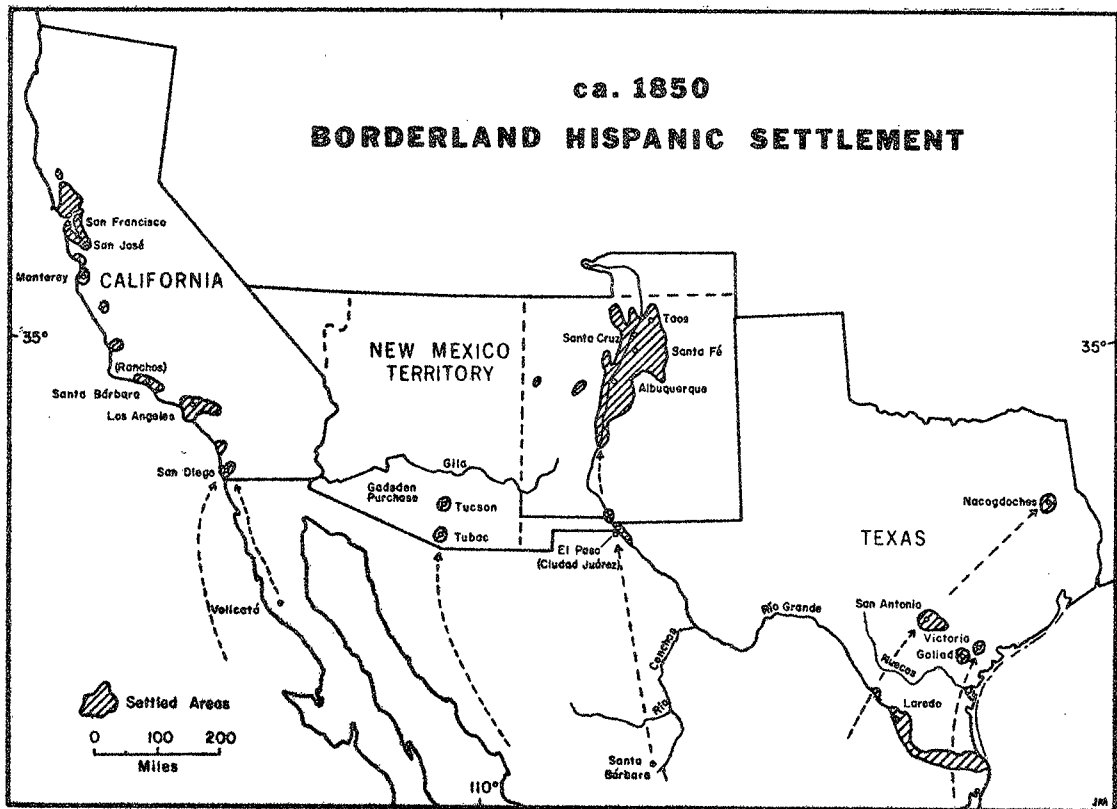 ca. 1850
BORDERLAND HISPANIC SETTLEMENT
San Francisco
San José
Monterey
CALIFORNIA
35°
35°
(Ranchos)
Santa Bárbara
Los Angeles
San Diego
NEW MEXICO
TERRITORY
Taos
Santa Cruz
Santa Fé
Albuquerque
Gila
Gadsden
Purchase
Tucson
Tubac
El Paso
(Ciudad Juárez)
Nacogdoches
TEXAS
San Antonio
Victoria
Goliad
Nueces
Río Grande
Laredo
Velicatá
Conchos
Río
Santa
Bárbara
Settled Areas
0 100 200
Miles
110°